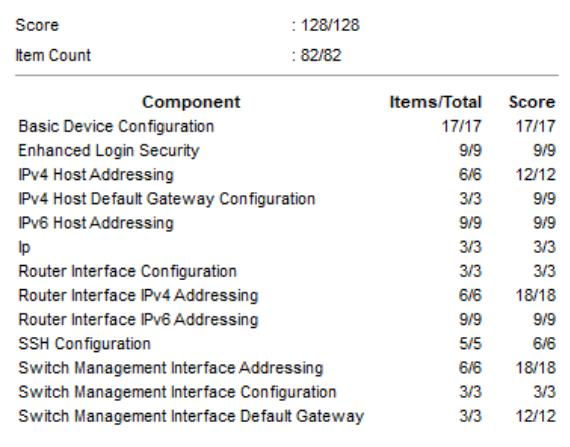 Score : 128/128
Item Count : 82/82
Component Items/Total Score
Basic Device Configuration 17/17 17/17
Enhanced Login Security 9/9 9/9
IPv4 Host Addressing 6/6 12/12
IPv4 Host Default Gateway Configuration 3/3 9/9
IPv6 Host Addressing 9/9 9/9
Ip 3/3 3/3
Router Interface Configuration 3/3 3/3
Router Interface IPv4 Addressing 6/6 18/18
Router Interface IPv6 Addressing 9/9 9/9
SSH Configuration 5/5 6/6
Switch Management Interface Addressing 6/6 18/18
Switch Management Interface Configuration 3/3 3/3
Switch Management Interface Default Gateway 3/3 12/12